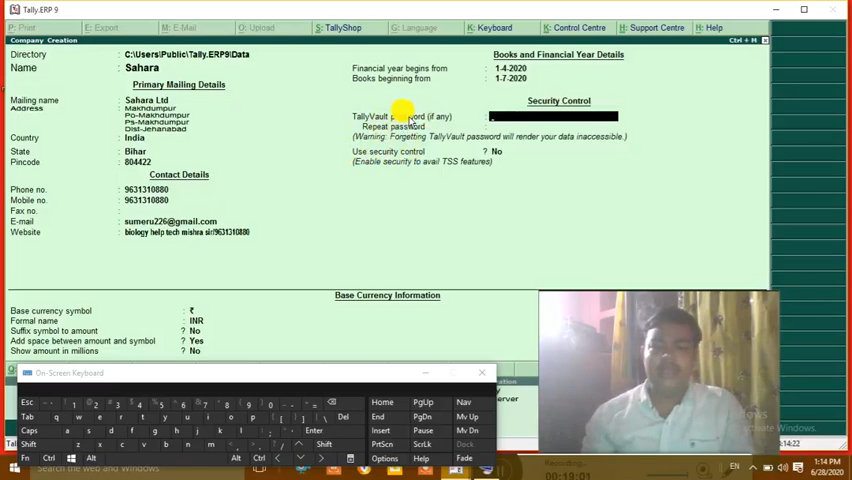 Tally.ERP 9
P: Print E: Export M: E-Mail O: Upload S: TallyShop G: Language K: Keyboard K: Control Centre H: Support Centre H: Help
Company Creation Ctrl + M
Directory : C:\Users\Public\Tally.ERP9\Data
Name : Sahara
Primary Mailing Details
Mailing name : Sahara Ltd
Address : Makhdumpur
Po-Makhdumpur
Ps-Makhdumpur
Dist-Jehanabad
Country : India
State : Bihar
Pincode : 804422
Contact Details
Phone no. : 9631310880
Mobile no. : 9631310880
Fax no. :
E-mail : sumeru226@gmail.com
Website : biology help tech mishra sir/9631310880
Books and Financial Year Details
Financial year begins from : 1-4-2020
Books beginning from : 1-7-2020
Security Control
TallyVault password (if any) :
Repeat password :
(Warning: Forgetting TallyVault password will render your data inaccessible.)
Use security control ? No
(Enable security to avail TSS features)
Base Currency Information
Base currency symbol : ₹
Formal name : INR
Suffix symbol to amount : No
Add space between amount and symbol : Yes
Show amount in millions : No
On-Screen Keyboard
Esc Home PgUp Nav
Tab q w e r t y u i o p Del End PgDn Mv Up
Caps a s d f g h j k l Enter Insert Pause Mv Dn
Shift z x c v b n m Shift PrtScn ScrLk Dock
Fn Ctrl Alt Alt Ctrl Options Help Fade
Search the web and Windows
Recording...
00:19:01
EN
1:14 PM
6/28/2020